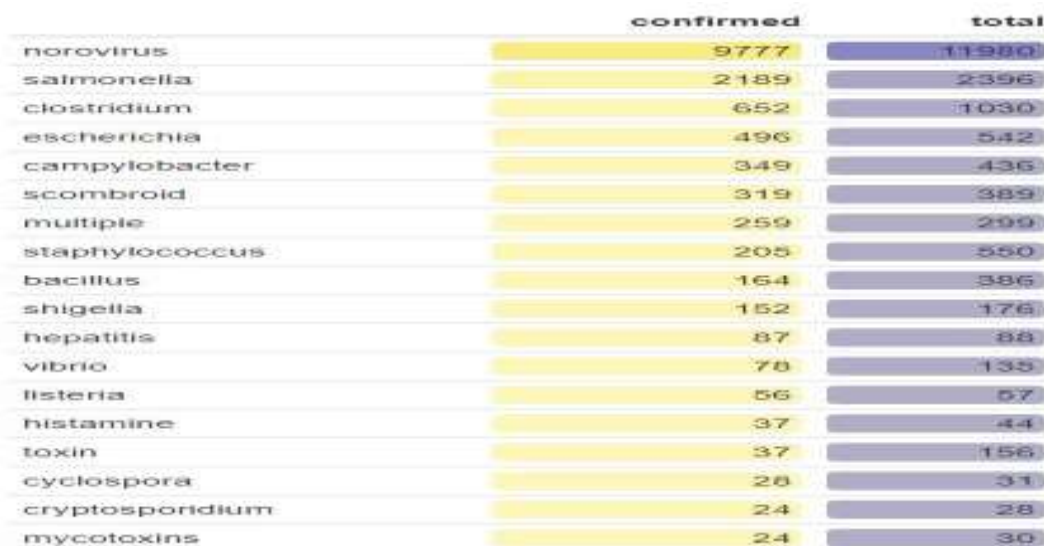 confirmed total
norovirus 9777 11980
salmonella 2189 2396
clostridium 652 1030
escherichia 496 542
campylobacter 349 436
scombroid 319 389
multiple 259 299
staphylococcus 205 550
bacillus 164 386
shigella 152 176
hepatitis 87 88
vibrio 78 135
listeria 56 57
histamine 37 44
toxin 37 156
cyclospora 28 31
cryptosporidium 24 28
mycotoxins 24 30